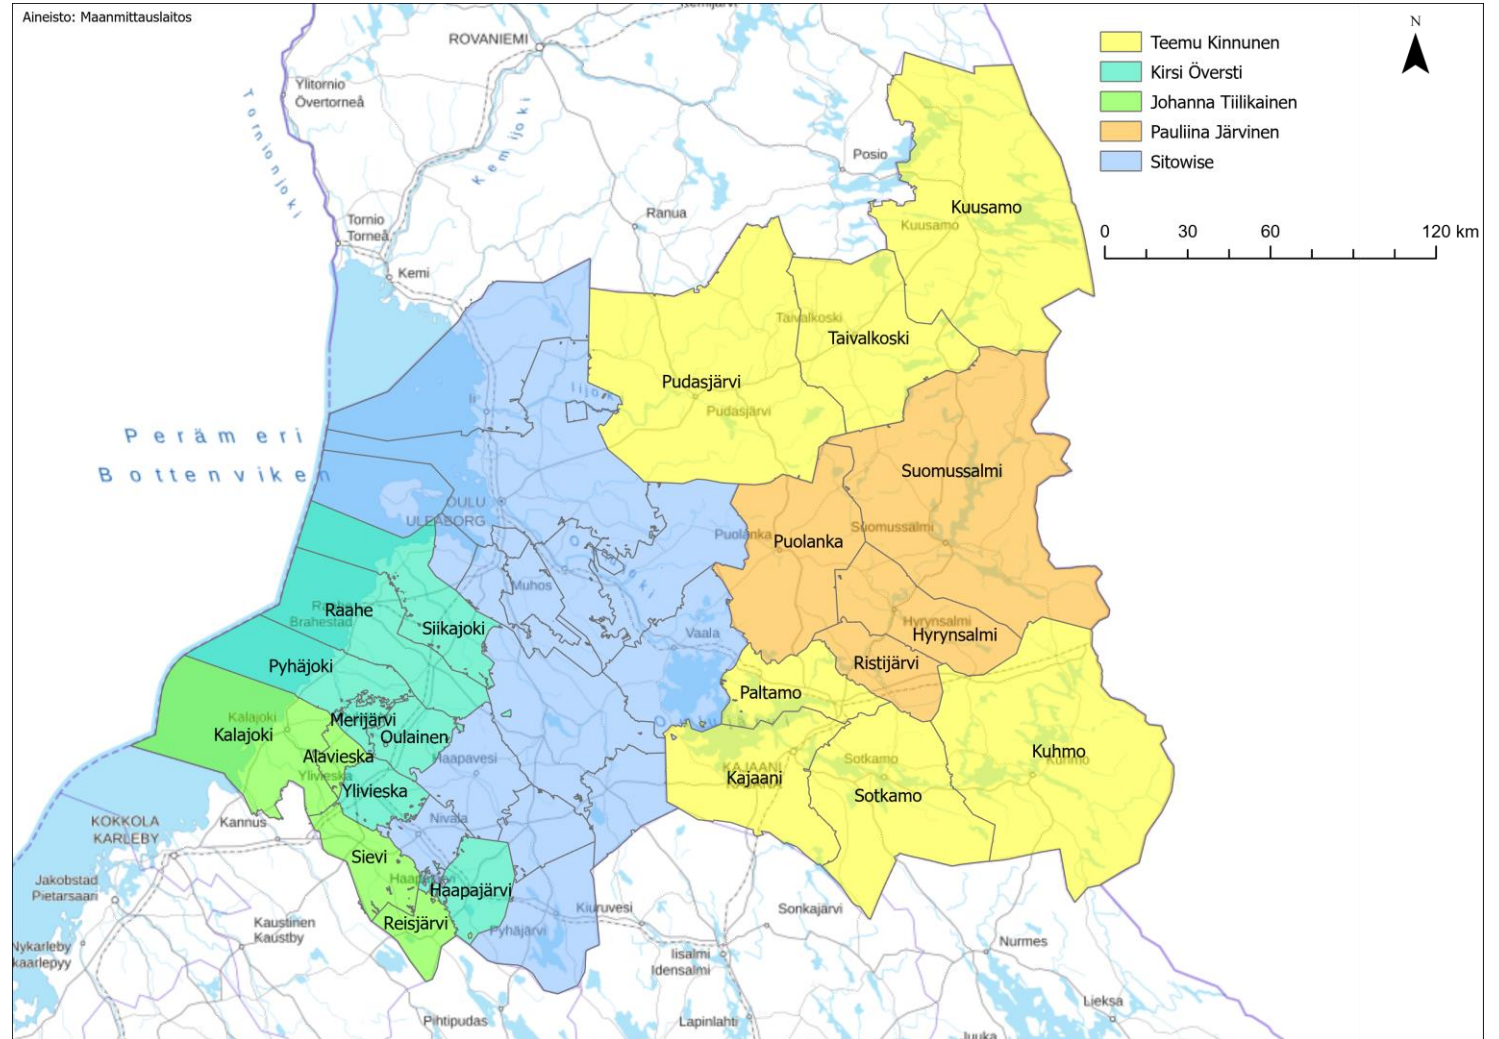 Aineisto: Maanmittauslaitos
ROVANIEMI
Ylitornio
Övertorneå
Tornionjoki
Kemijoki
Posio
Ranua
Tornio
Torneå
Kemi
Teemu Kinnunen
Kirsi Översti
Johanna Tiilikainen
Pauliina Järvinen
Sitowise
N
0 30 60 120 km
Kuusamo
Kuusamo
Taivalkoski
Taivalkoski
Pudasjärvi
Pudasjärvi
Ii
Perämeri
Bottenviken
OULU
ULEÅBORG
Suomussalmi
Suomussalmi
Puolanka
Puolanka
Muhos
Raahe
Brahestad
Siikajoki
Vaala
Hyrynsalmi
Hyrynsalmi
Ristijärvi
Pyhäjoki
Paltamo
Kalajoki
Kalajoki
Merijärvi
Oulainen
Alavieska
Ylivieska
Ylivieska
Haapavesi
KAJAANI
Kajaani
Sotkamo
Sotkamo
Kuhmo
Kuhmo
KOKKOLA
KARLEBY
Kannus
Nivala
Sievi
Haapajärvi
Reisjärvi
Pyhäjärvi
Jakobstad
Pietarsaari
Kaustinen
Kaustby
Kiuruvesi
Sonkajärvi
Nykarleby
Iisalmi
Idensalmi
Nurmes
Pihtipudas
Lapinlahti
Lieksa
Juuka